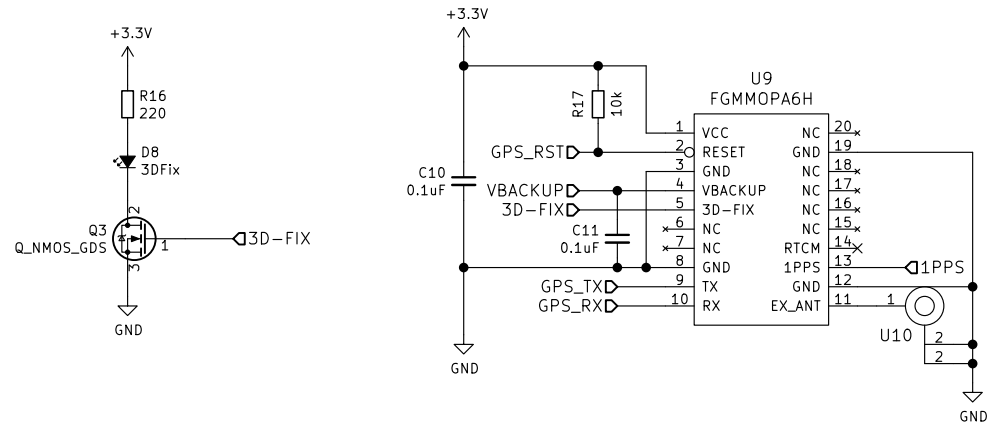 +3.3V
R16
220
D8
3DFix
2
Q3
Q_NMOS_GDS
1
3D-FIX
3
GND
+3.3V
R17
10k
C10
0.1uF
GPS_RST
VBACKUP
3D-FIX
C11
0.1uF
GPS_TX
GPS_RX
GND
U9
FGMMOPA6H
1 VCC
2 RESET
3 GND
4 VBACKUP
5 3D-FIX
6 NC
7 NC
8 GND
9 TX
10 RX
NC 20
GND 19
NC 18
NC 17
NC 16
NC 15
RTCM 14
1PPS 13
GND 12
EX_ANT 11
1PPS
1
U10
2
2
GND